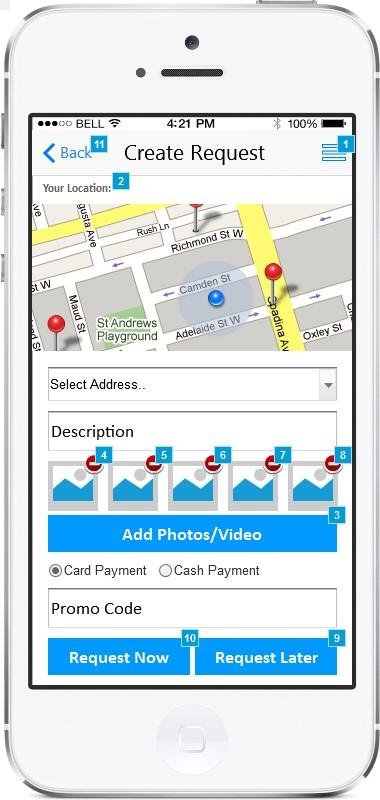 BELL 4:21 PM 100%
Back 11 Create Request 1
Your Location: 2
gusta Ave
Rush Ln
Richmond St W
Camden St
Maud St
St Andrews
Playground
Adelaide St W
Spadina Av
Oxley St
Select Address..
Description
4 5 6 7 8
3
Add Photos/Video
Card Payment Cash Payment
Promo Code
10 9
Request Now Request Later